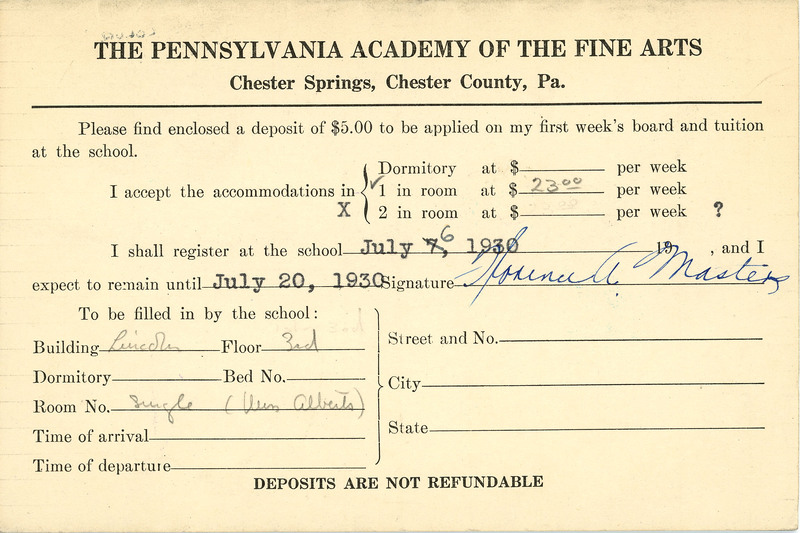 THE PENNSYLVANIA ACADEMY OF THE FINE ARTS
Chester Springs, Chester County, Pa.
Please find enclosed a deposit of $5.00 to be applied on my first week's board and tuition
at the school.
Dormitory at $ per week
I accept the accommodations in ✓ 1 in room at $ 23.00 per week
X 2 in room at $ per week ?
I shall register at the school July 7, 6 1930 19 , and I
expect to remain until July 20, 1930 Signature Florence A. Masters
To be filled in by the school:
Building Lincoln Floor 3rd
Dormitory Bed No.
Room No. single ( Alberts)
Time of arrival
Time of departure
Street and No.
City
State
DEPOSITS ARE NOT REFUNDABLE